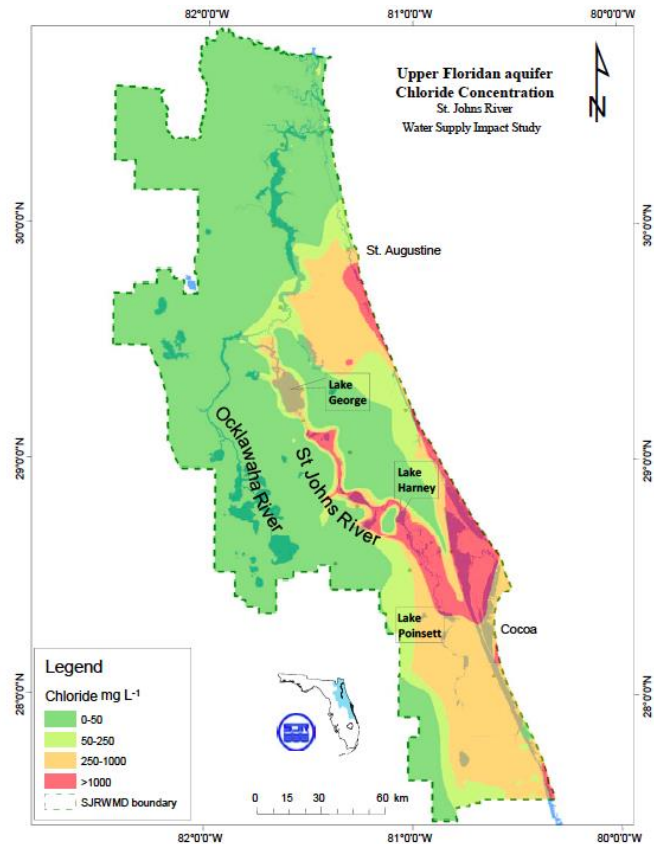 82°0'0"W 81°0'0"W 80°0'0"W
Upper Floridan aquifer
Chloride Concentration
St. Johns River
Water Supply Impact Study
N
30°0'0"N
30°0'0"N
St. Augustine
Lake
George
29°0'0"N
29°0'0"N
Ocklawaha River
St Johns River
Lake
Harney
Lake
Poinsett
Cocoa
28°0'0"N
28°0'0"N
Legend
Chloride mg L-1
0-50
50-250
250-1000
>1000
SJRWMD boundary
0 15 30 60 km
82°0'0"W 81°0'0"W 80°0'0"W